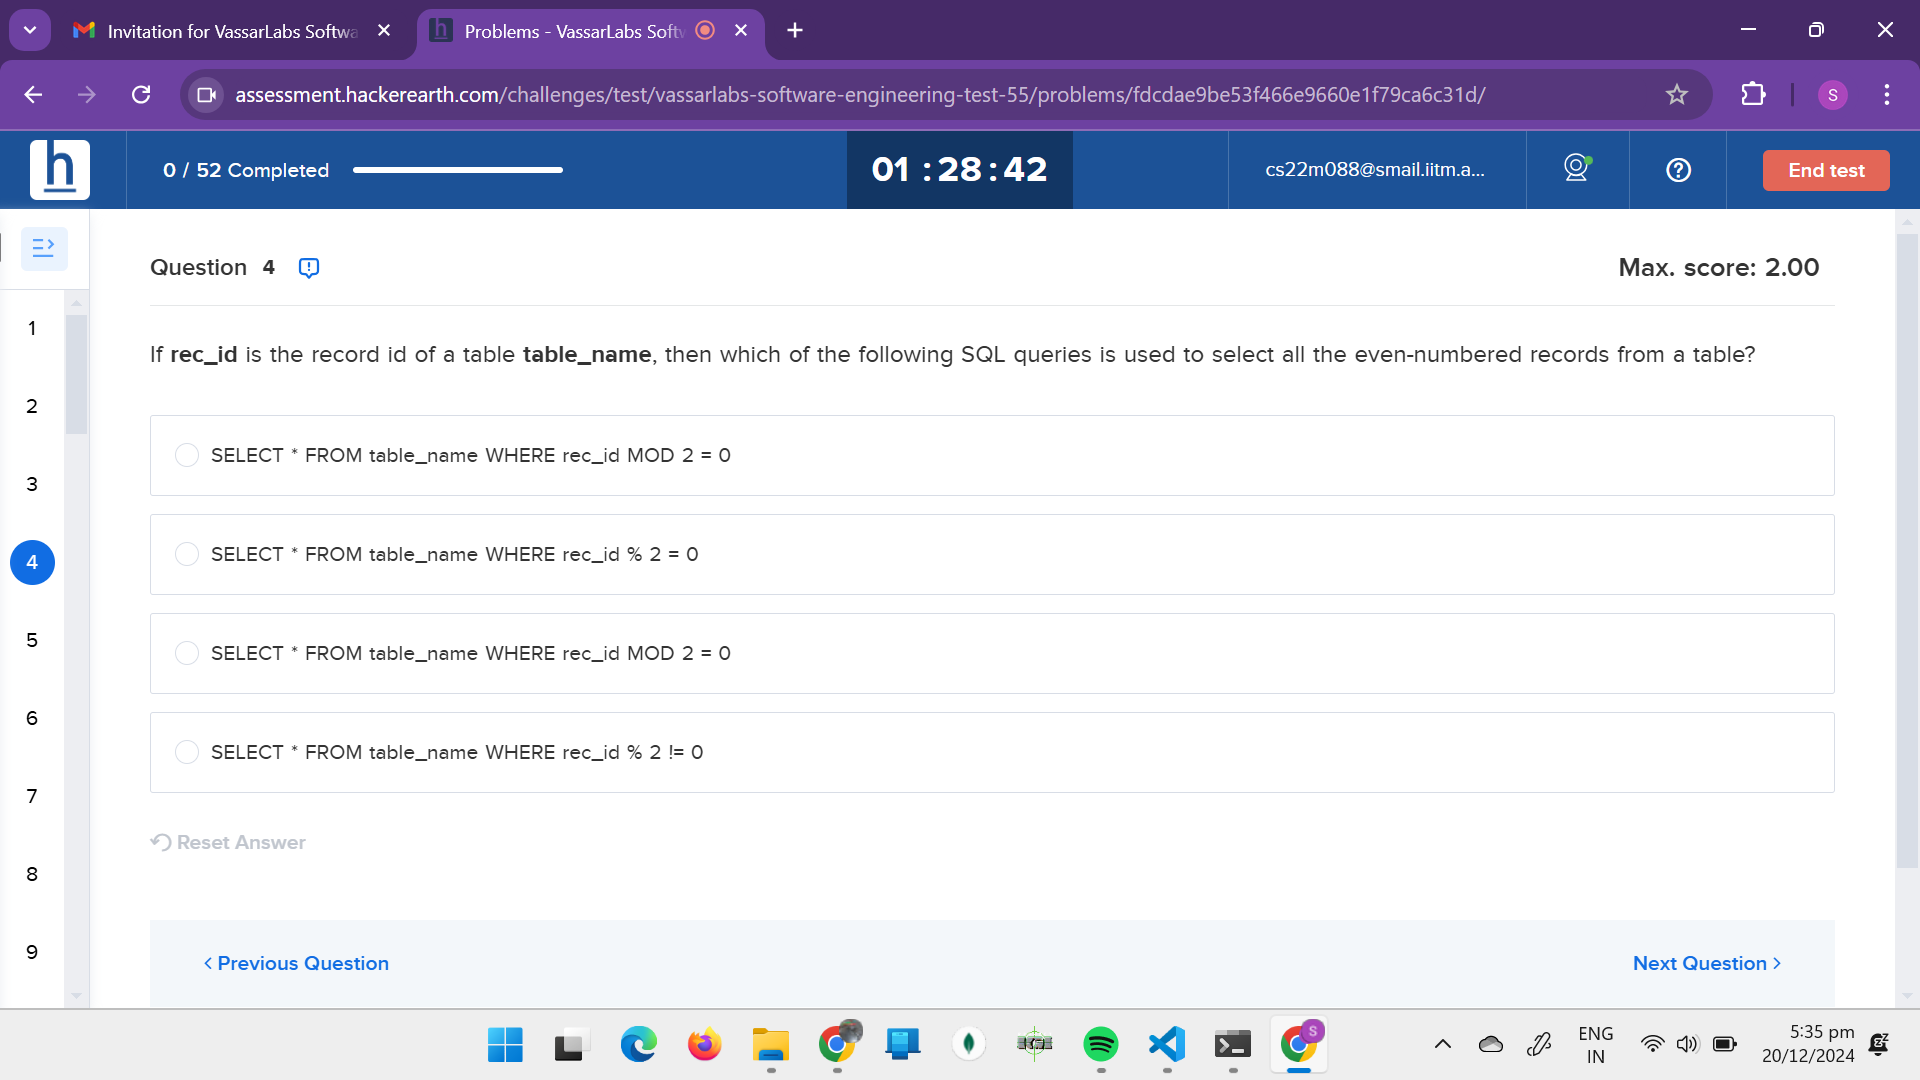 Invitation for VassarLabs Softwa
Problems - VassarLabs Softw
assessment.hackerearth.com/challenges/test/vassarlabs-software-engineering-test-55/problems/fdcdae9be53f466e9660e1f79ca6c31d/
S
h
0 / 52 Completed
01 : 28 : 42
cs22m088@smail.iitm.a...
End test
Question 4
Max. score: 2.00
If rec_id is the record id of a table table_name, then which of the following SQL queries is used to select all the even-numbered records from a table?
SELECT * FROM table_name WHERE rec_id MOD 2 = 0
SELECT * FROM table_name WHERE rec_id % 2 = 0
SELECT * FROM table_name WHERE rec_id MOD 2 = 0
SELECT * FROM table_name WHERE rec_id % 2 != 0
Reset Answer
< Previous Question
Next Question >
1
2
3
4
5
6
7
8
9
S
ENG
IN
5:35 pm
20/12/2024